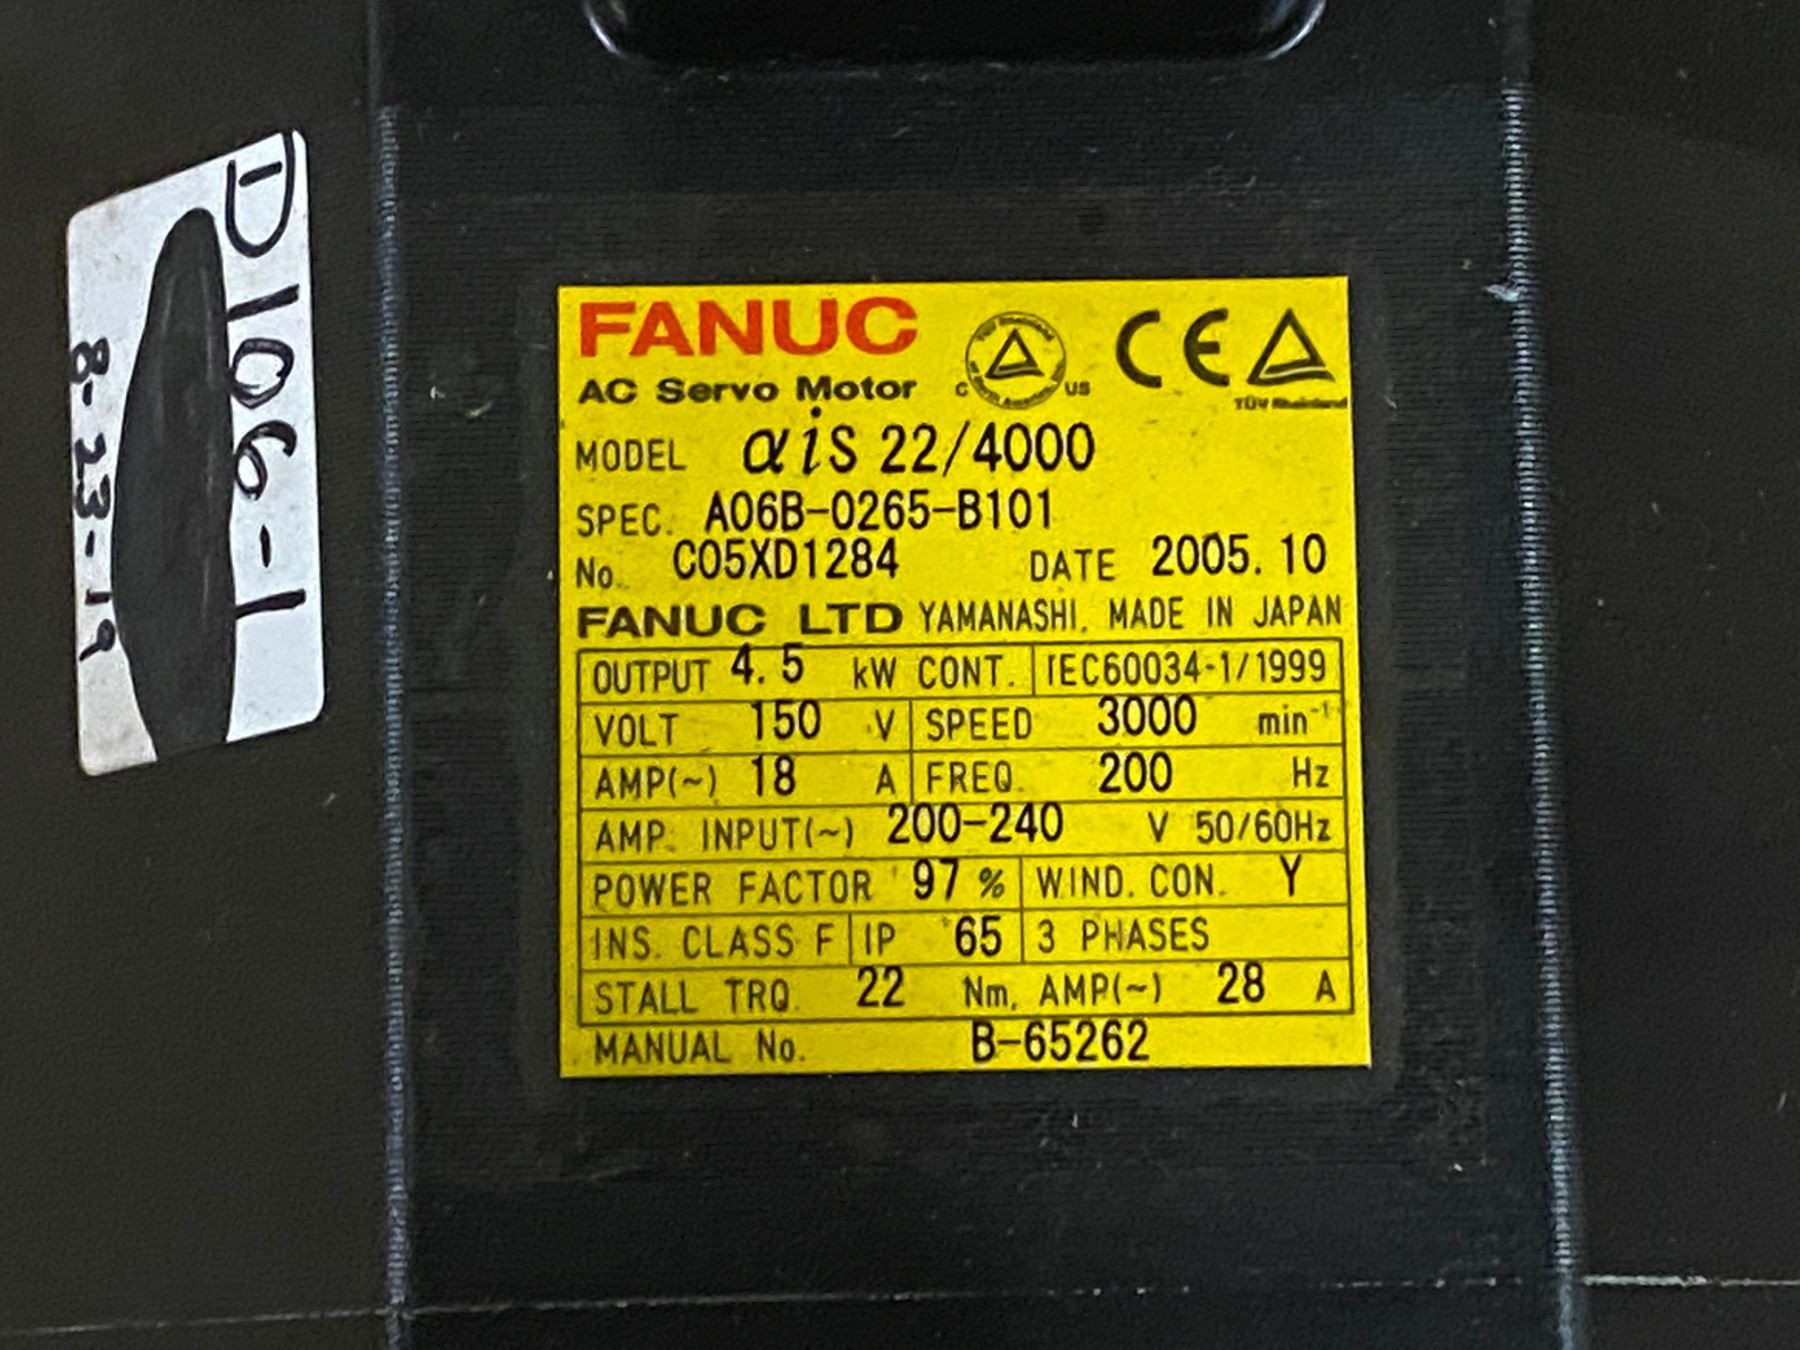 D106-1
8-23-19
FANUC
AC Servo Motor
C US
CE
TÜV Rheinland
MODEL αiS 22/4000
SPEC. A06B-0265-B101
No. C05XD1284 DATE 2005.10
FANUC LTD YAMANASHI. MADE IN JAPAN
OUTPUT 4.5 kW CONT. IEC60034-1/1999
VOLT 150 V SPEED 3000 min⁻¹
AMP(~) 18 A FREQ. 200 Hz
AMP. INPUT(~) 200-240 V 50/60Hz
POWER FACTOR 97 % WIND. CON. Y
INS. CLASS F IP 65 3 PHASES
STALL TRQ. 22 Nm, AMP(~) 28 A
MANUAL No. B-65262